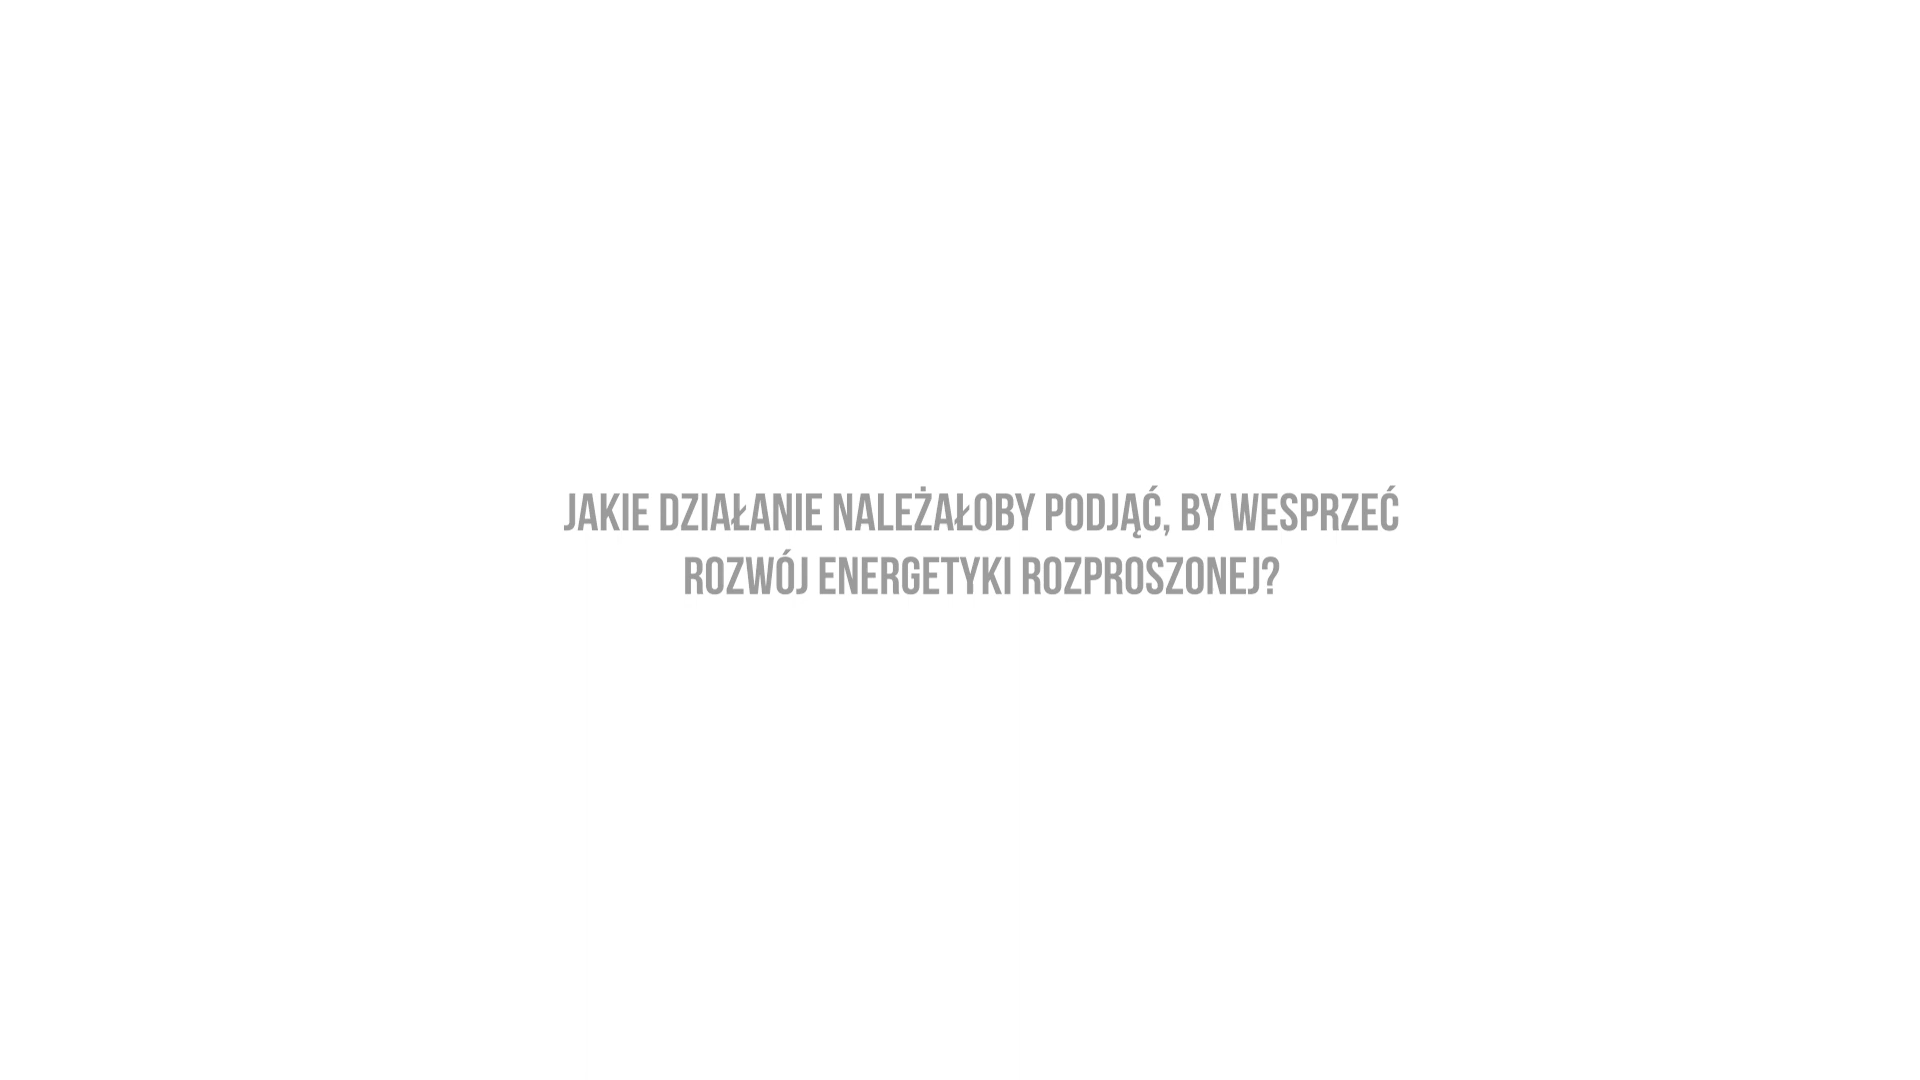 JAKIE DZIAŁANIE NALEŻAŁOBY PODJĄĆ, BY WESPRZEĆ
ROZWÓJ ENERGETYKI ROZPROSZONEJ?